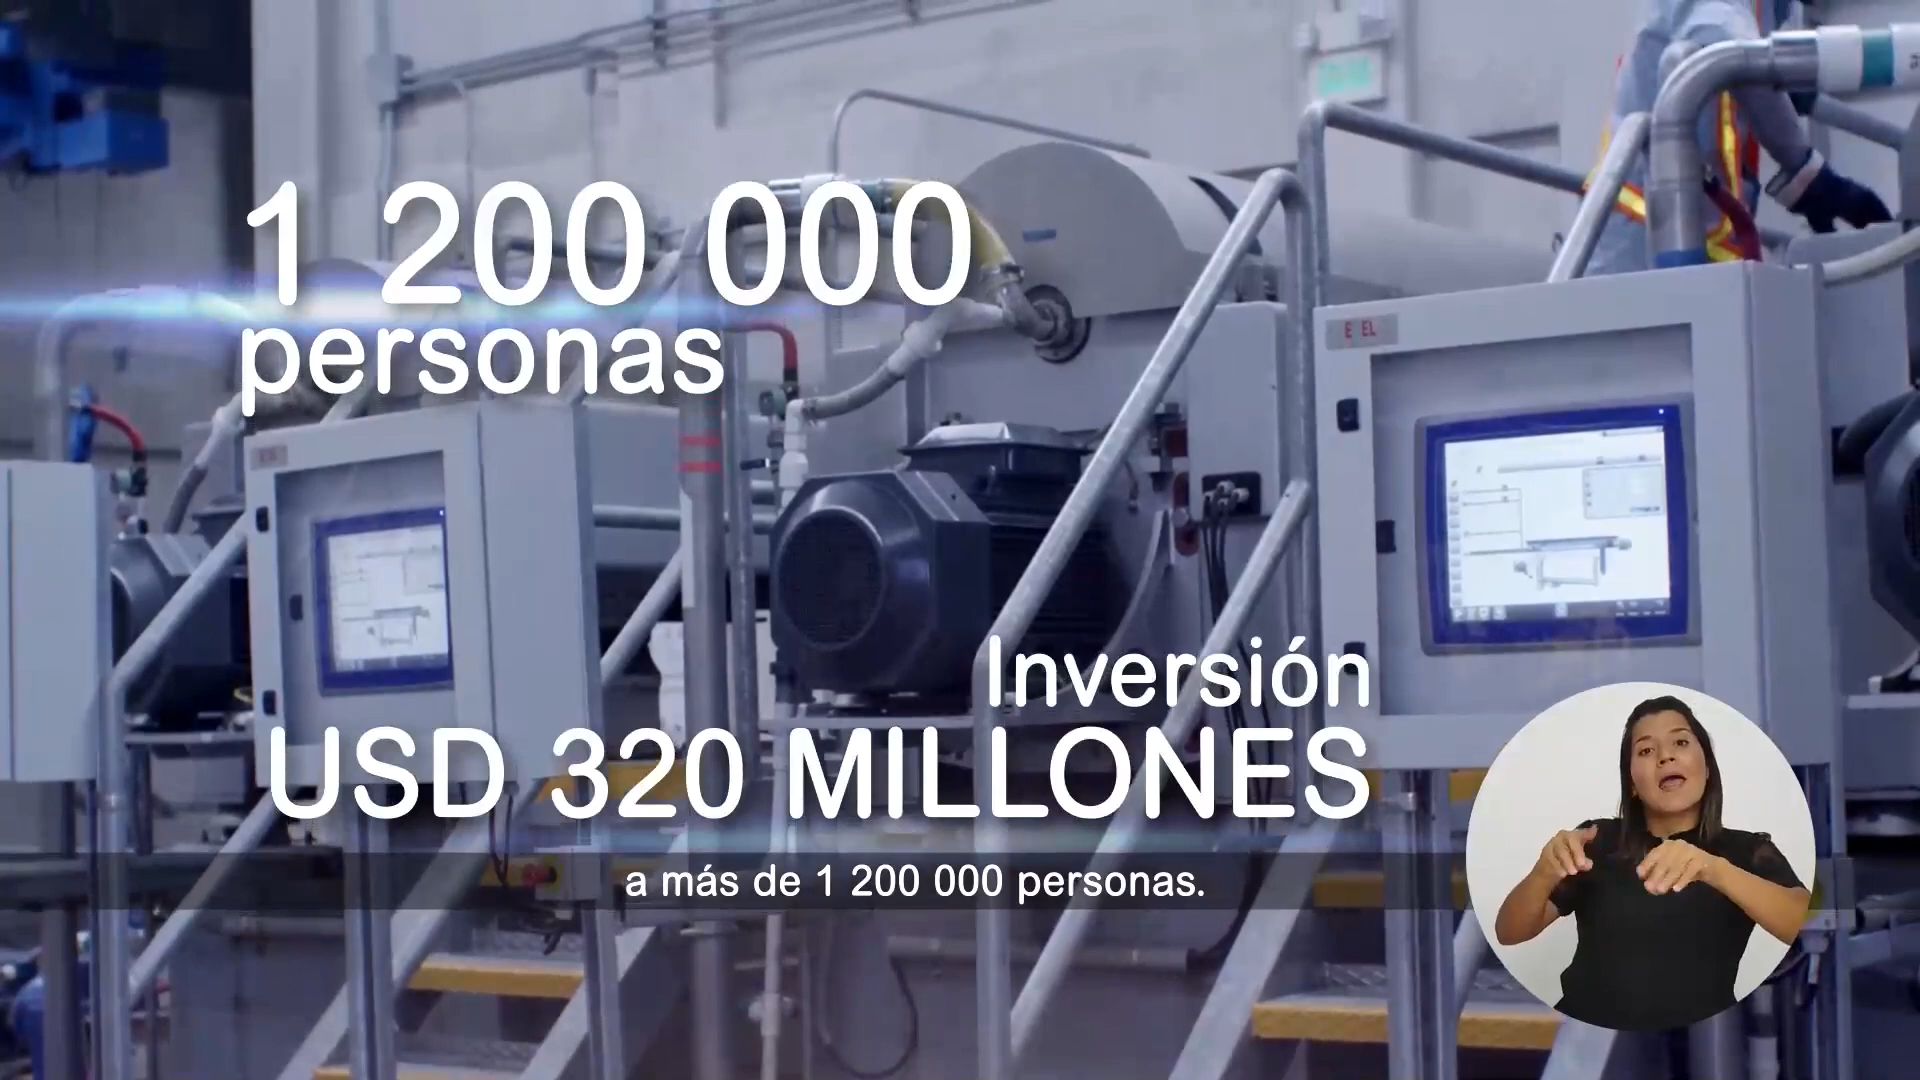 1 200 000
personas
Inversión
USD 320 MILLONES
a más de 1 200 000 personas.